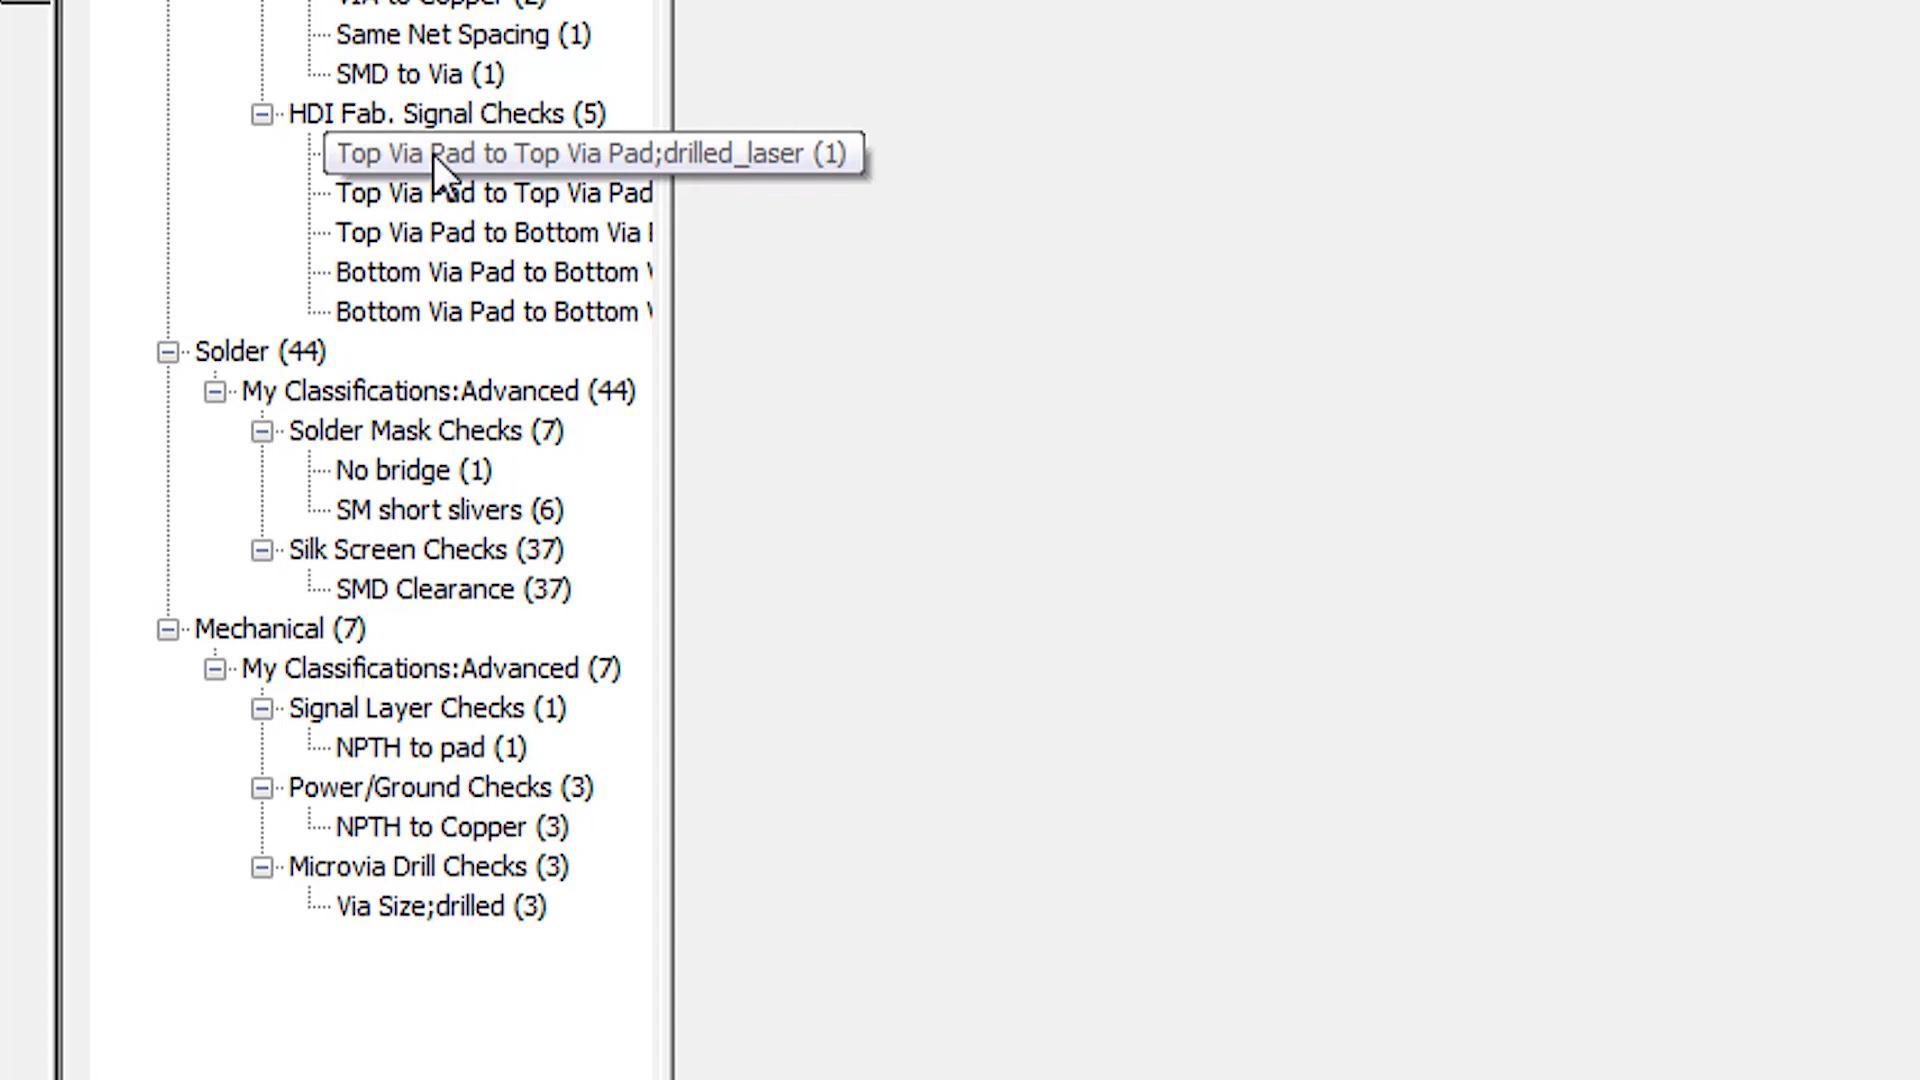 VIA to Copper (2)
Same Net Spacing (1)
SMD to Via (1)
HDI Fab. Signal Checks (5)
Top Via Pad to Top Via Pad;drilled_laser (1)
Top Via Pad to Top Via Pad
Top Via Pad to Bottom Via
Bottom Via Pad to Bottom
Bottom Via Pad to Bottom
Solder (44)
My Classifications:Advanced (44)
Solder Mask Checks (7)
No bridge (1)
SM short slivers (6)
Silk Screen Checks (37)
SMD Clearance (37)
Mechanical (7)
My Classifications:Advanced (7)
Signal Layer Checks (1)
NPTH to pad (1)
Power/Ground Checks (3)
NPTH to Copper (3)
Microvia Drill Checks (3)
Via Size;drilled (3)